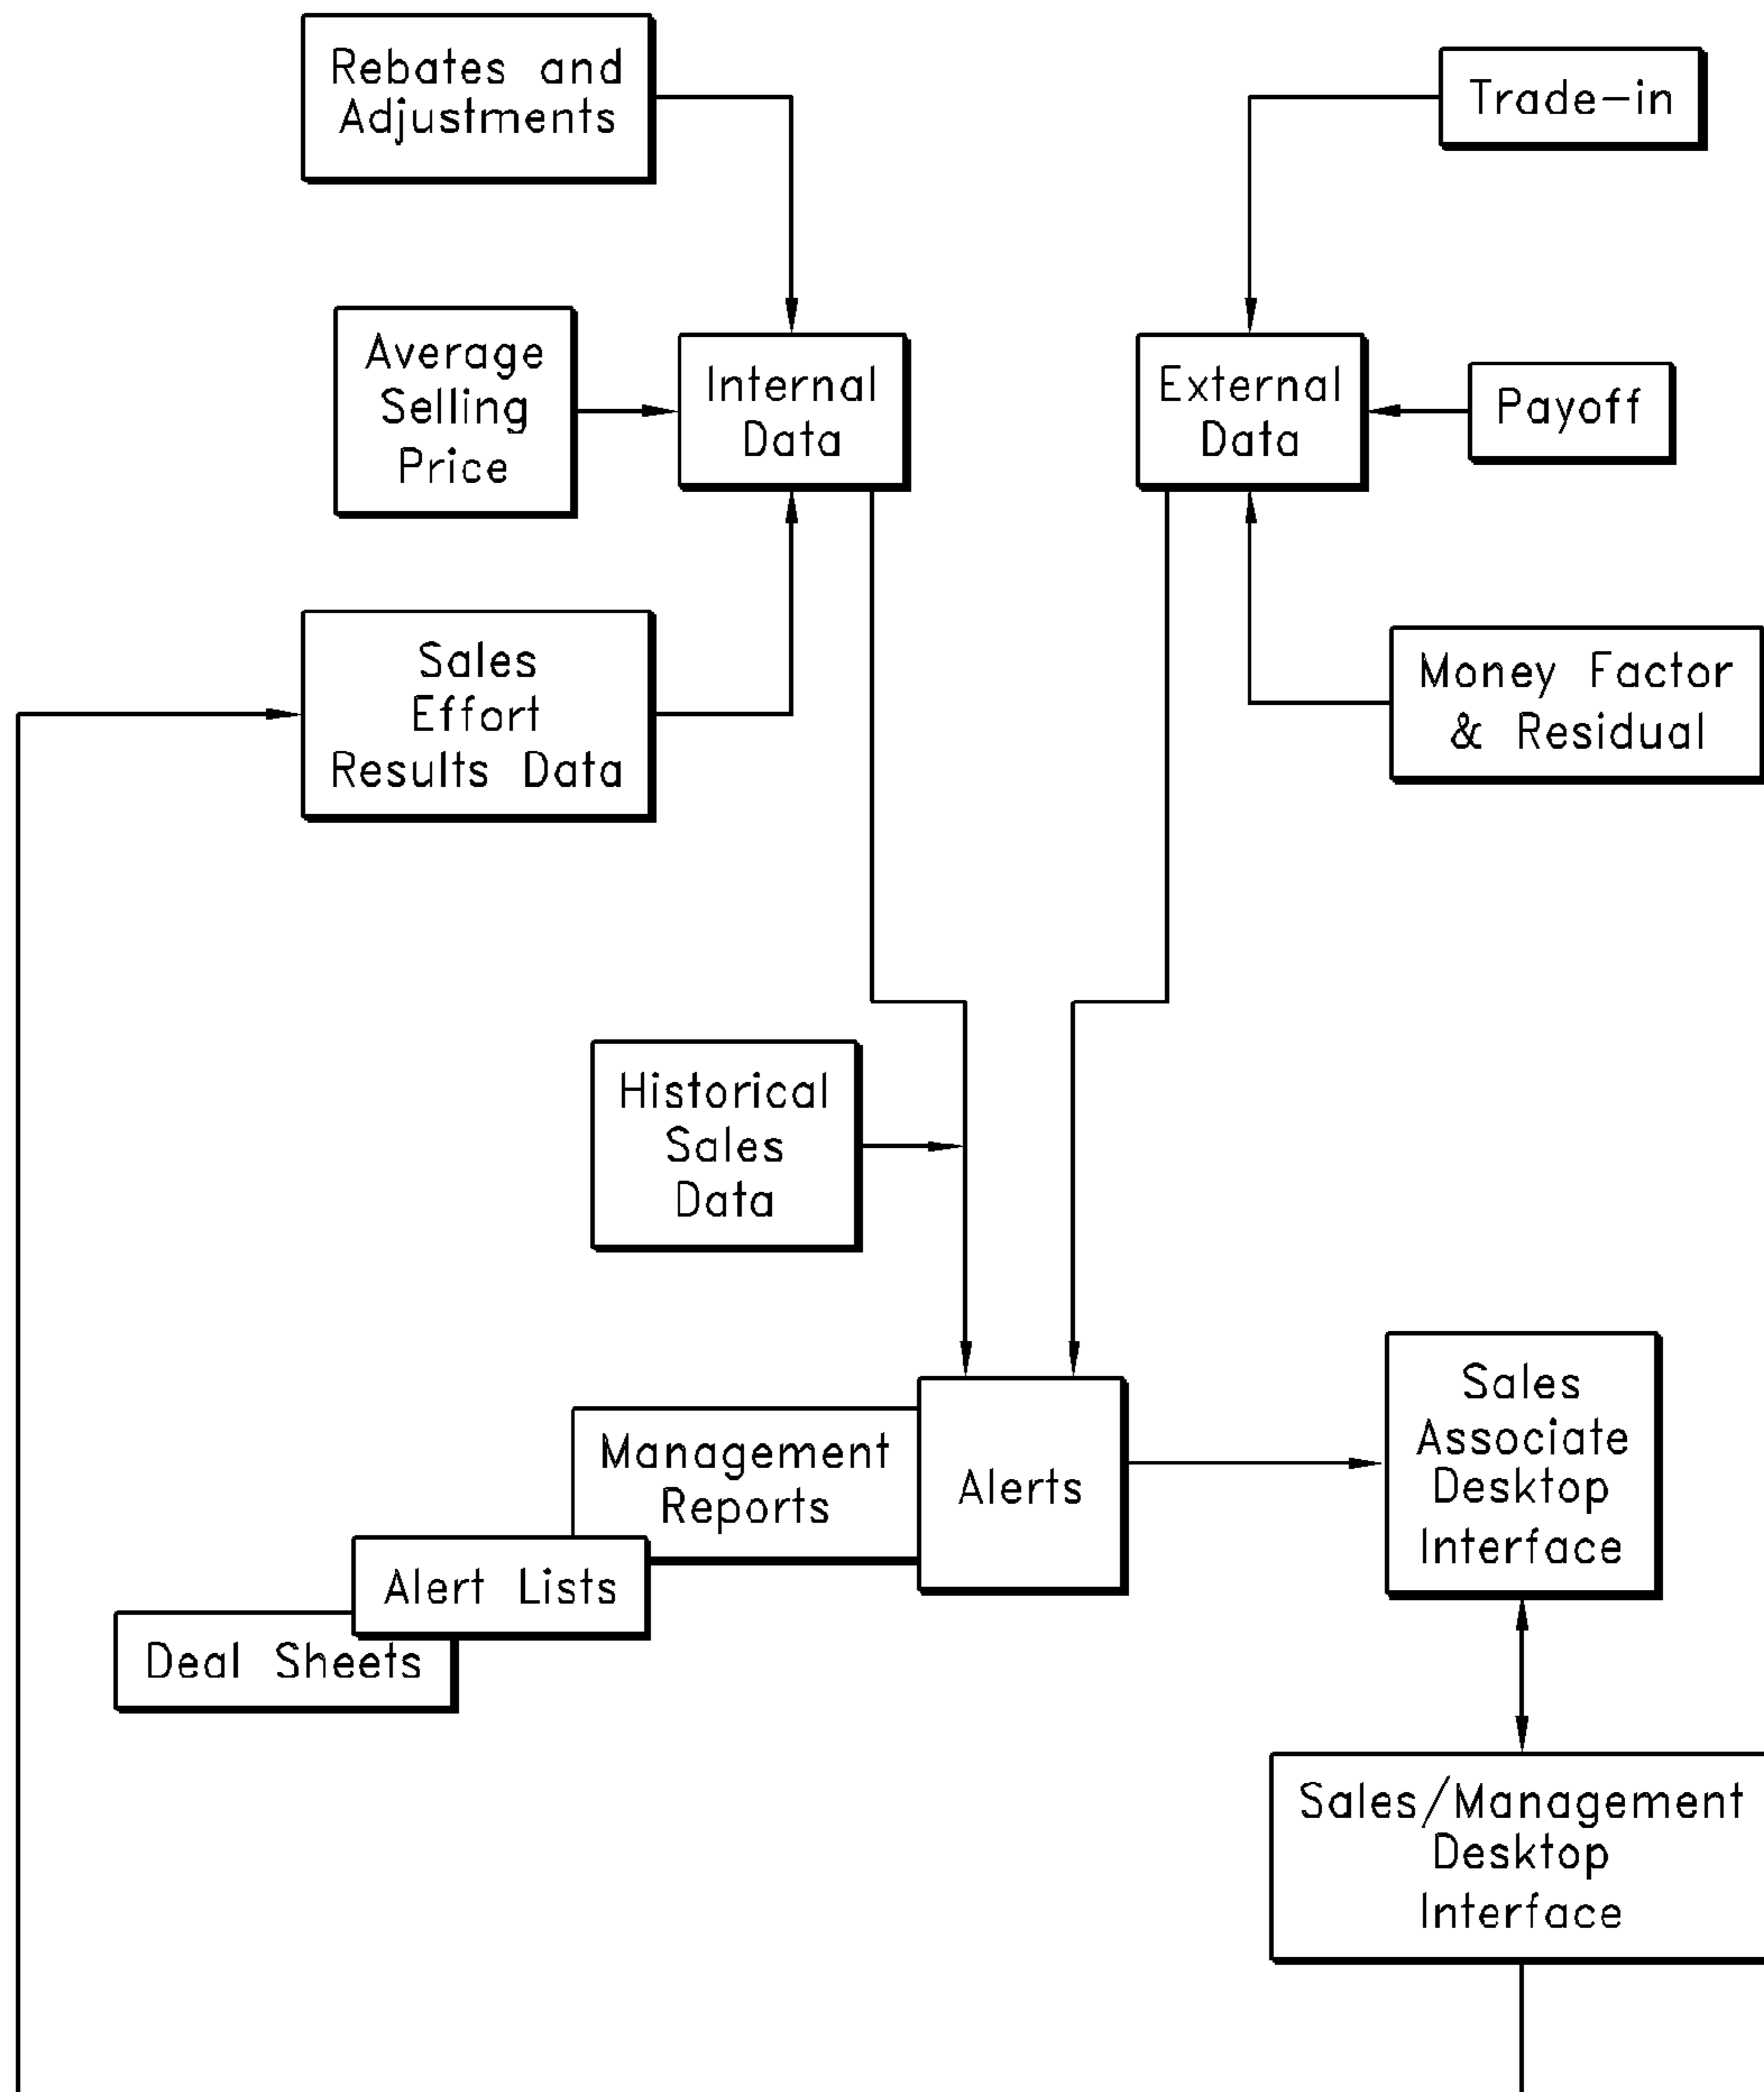 Rebates and
Adjustments
Trade-in
Average
Selling
Price
Internal
Data
External
Data
Payoff
Sales
Effort
Results Data
Money Factor
& Residual
Historical
Sales
Data
Management
Reports
Alerts
Sales
Associate
Desktop
Interface
Alert Lists
Deal Sheets
Sales/Management
Desktop
Interface